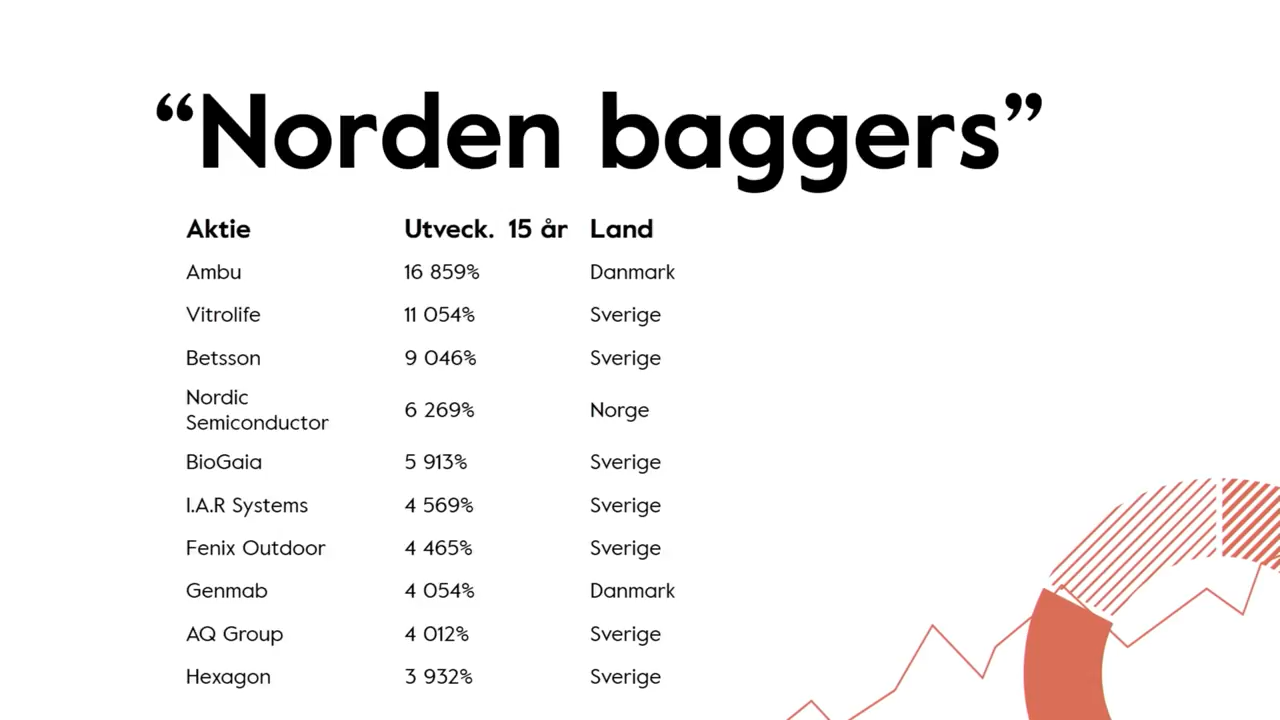 “Norden baggers”
Aktie Utveck. 15 år Land
Ambu 16 859% Danmark
Vitrolife 11 054% Sverige
Betsson 9 046% Sverige
Nordic
Semiconductor 6 269% Norge
BioGaia 5 913% Sverige
I.A.R Systems 4 569% Sverige
Fenix Outdoor 4 465% Sverige
Genmab 4 054% Danmark
AQ Group 4 012% Sverige
Hexagon 3 932% Sverige